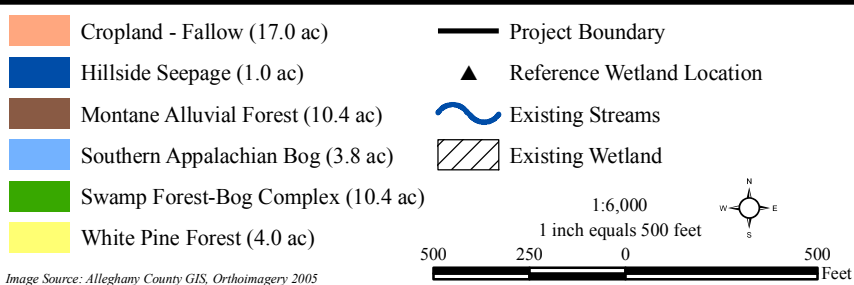 Cropland - Fallow (17.0 ac)
Hillside Seepage (1.0 ac)
Montane Alluvial Forest (10.4 ac)
Southern Appalachian Bog (3.8 ac)
Swamp Forest-Bog Complex (10.4 ac)
White Pine Forest (4.0 ac)
Image Source: Alleghany County GIS, Orthoimagery 2005
Project Boundary
Reference Wetland Location
Existing Streams
Existing Wetland
1:6,000
1 inch equals 500 feet
N
W E
S
500 250 0 500
Feet